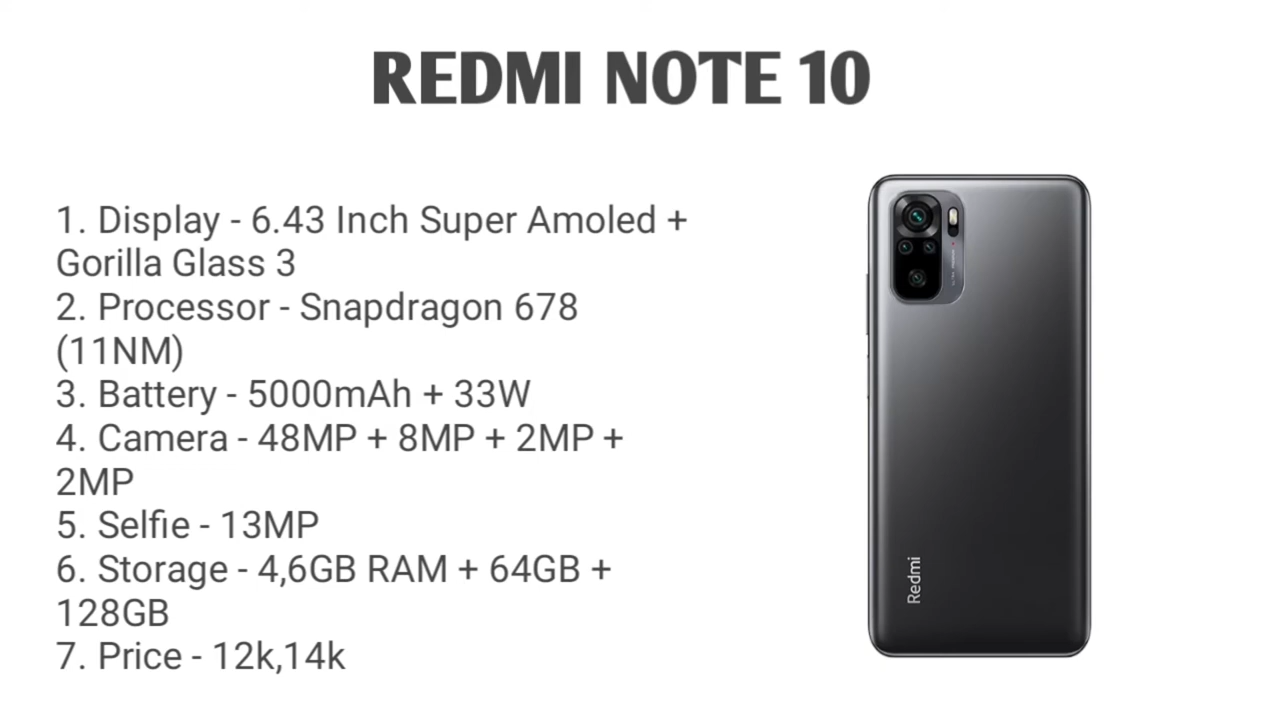 REDMI NOTE 10
1. Display - 6.43 Inch Super Amoled +
Gorilla Glass 3
2. Processor - Snapdragon 678
(11NM)
3. Battery - 5000mAh + 33W
4. Camera - 48MP + 8MP + 2MP +
2MP
5. Selfie - 13MP
6. Storage - 4,6GB RAM + 64GB +
128GB
7. Price - 12k,14k
Redmi